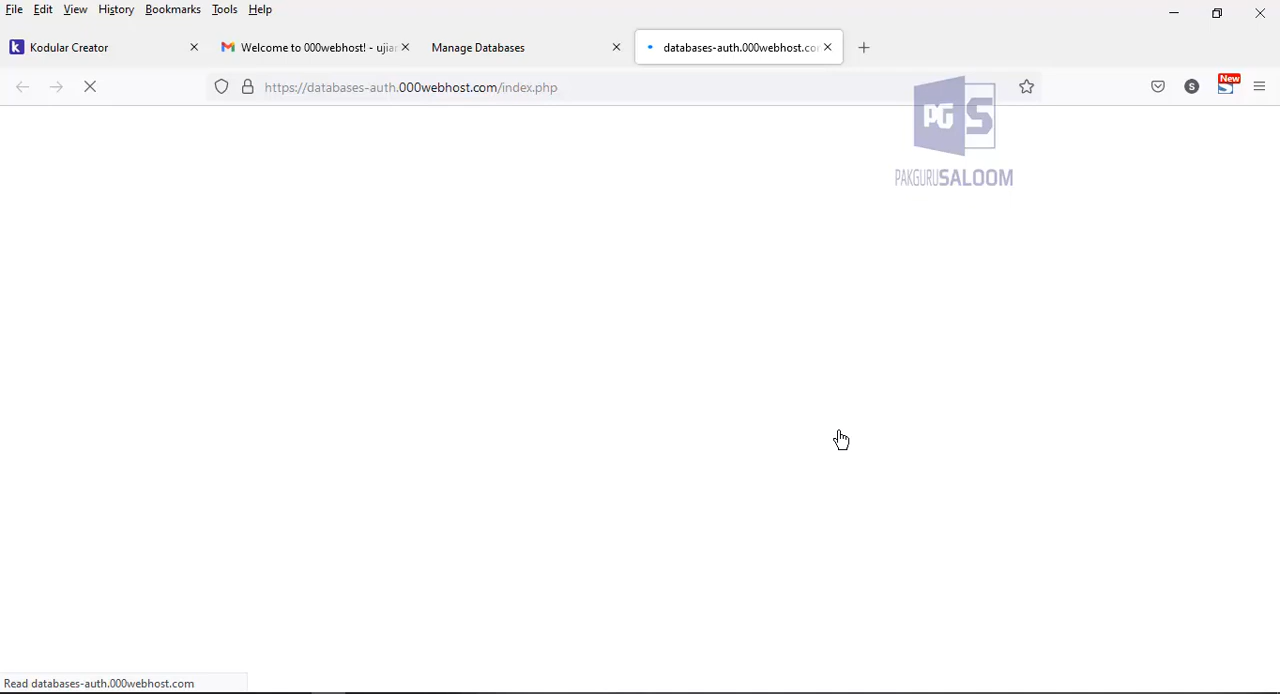 File Edit View History Bookmarks Tools Help
Kodular Creator
Welcome to 000webhost! - ujian
Manage Databases
databases-auth.000webhost.co
https://databases-auth.000webhost.com/index.php
S
New
S
PG S
PAKGURUSALOOM
Read databases-auth.000webhost.com